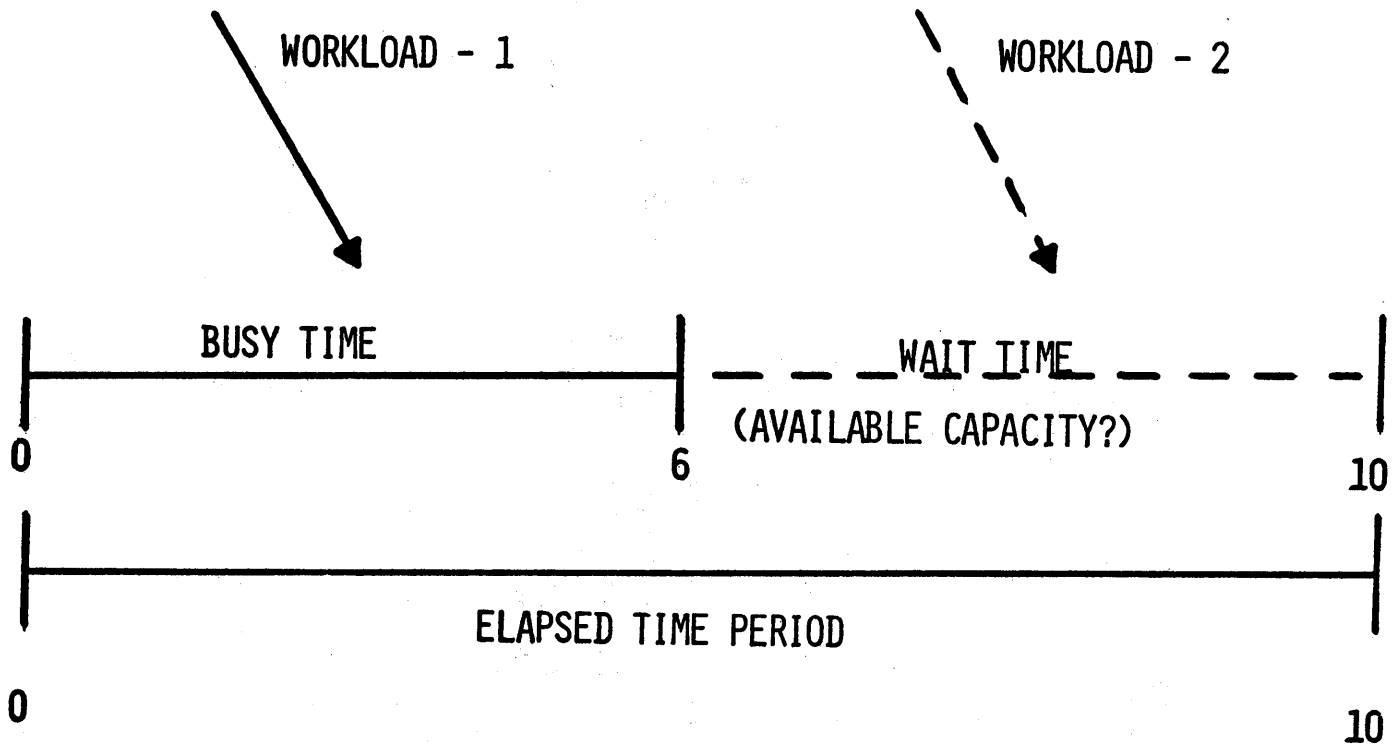 WORKLOAD - 1
WORKLOAD - 2
BUSY TIME
WAIT TIME
(AVAILABLE CAPACITY?)
0
6
10
ELAPSED TIME PERIOD
0
10